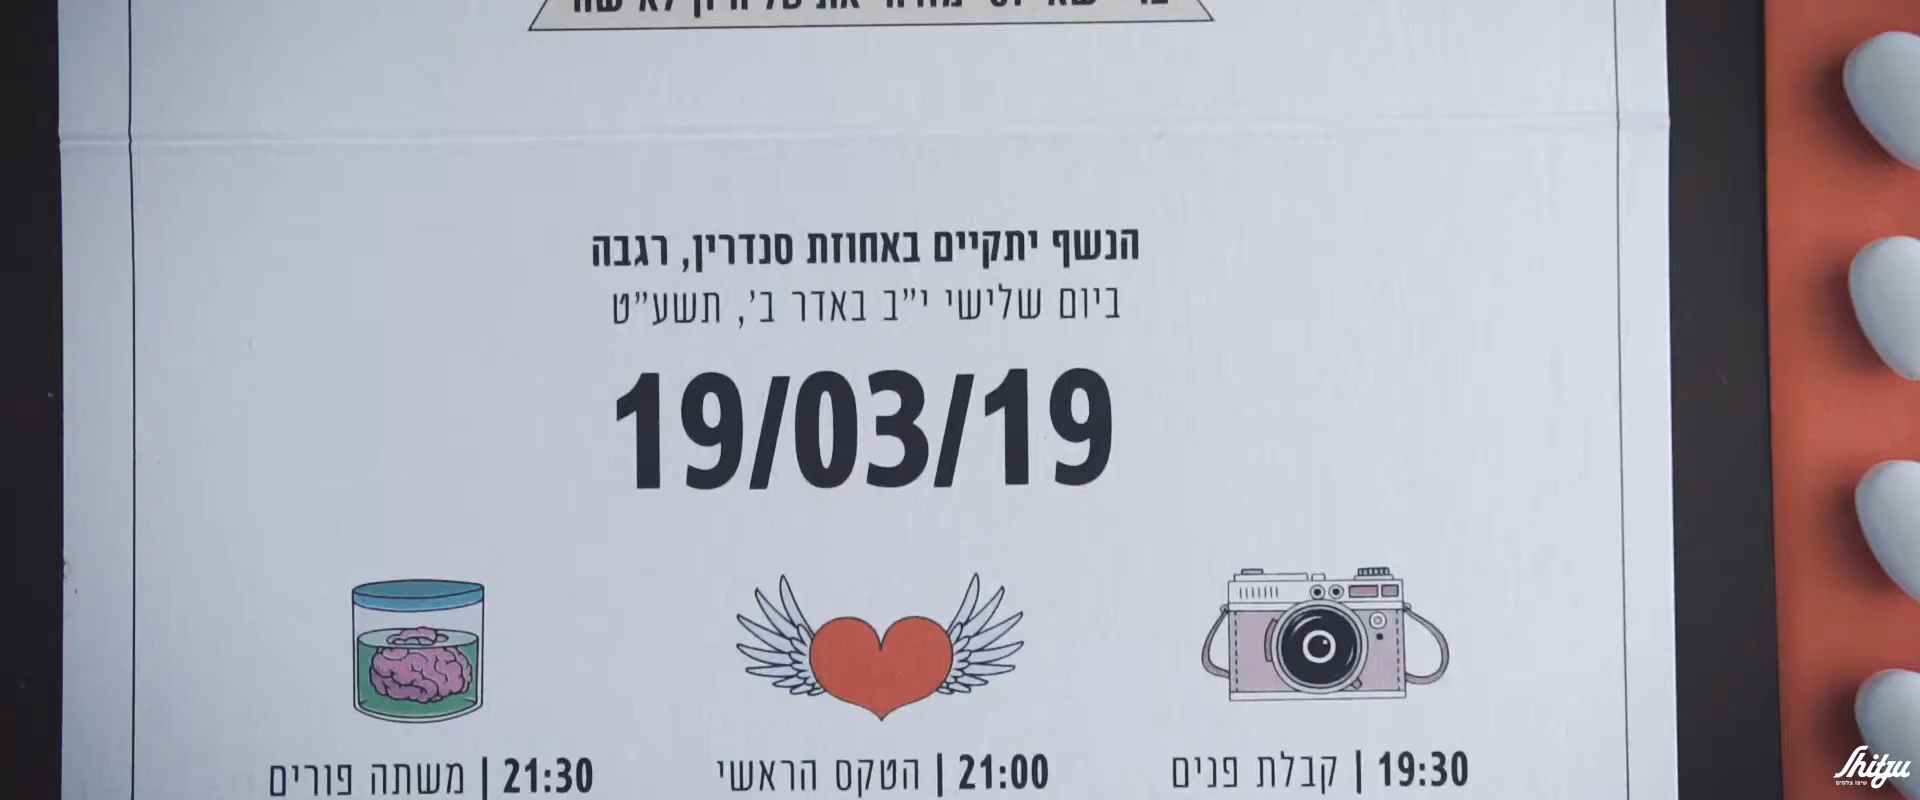 הנשף יתקיים באחוזת סנדרין, רגבה
ביום שלישי י״ב באדר ב׳, תשע״ט
19/03/19
19:30 | קבלת פנים
21:00 | הטקס הראשי
21:30 | משתה פורים
Shitzu